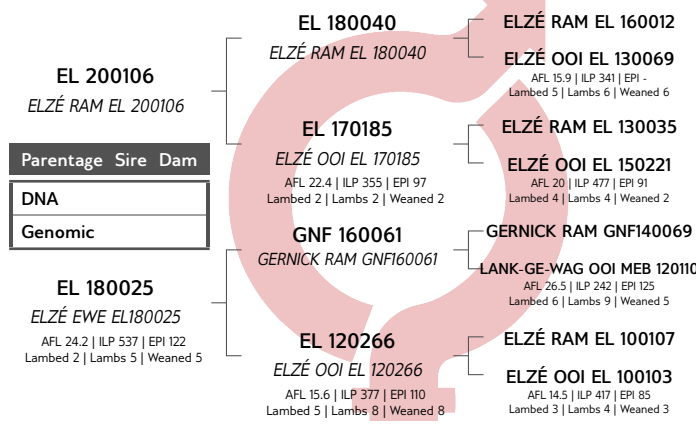 EL 200106
ELZÉ RAM EL 200106
Parentage Sire Dam
DNA
Genomic
EL 180025
ELZÉ EWE EL180025
AFL 24.2 | ILP 537 | EPI 122
Lambed 2 | Lambs 5 | Weaned 5
EL 180040
ELZÉ RAM EL 180040
EL 170185
ELZÉ OOI EL 170185
AFL 22.4 | ILP 355 | EPI 97
Lambed 2 | Lambs 2 | Weaned 2
GNF 160061
GERNICK RAM GNF160061
EL 120266
ELZÉ OOI EL 120266
AFL 15.6 | ILP 377 | EPI 110
Lambed 5 | Lambs 8 | Weaned 8
ELZÉ RAM EL 160012
ELZÉ OOI EL 130069
AFL 15.9 | ILP 341 | EPI -
Lambed 5 | Lambs 6 | Weaned 6
ELZÉ RAM EL 130035
ELZÉ OOI EL 150221
AFL 20 | ILP 477 | EPI 91
Lambed 4 | Lambs 4 | Weaned 2
GERNICK RAM GNF140069
LANK-GE-WAG OOI MEB 120110
AFL 26.5 | ILP 242 | EPI 125
Lambed 6 | Lambs 9 | Weaned 5
ELZÉ RAM EL 100107
ELZÉ OOI EL 100103
AFL 14.5 | ILP 417 | EPI 85
Lambed 3 | Lambs 4 | Weaned 3